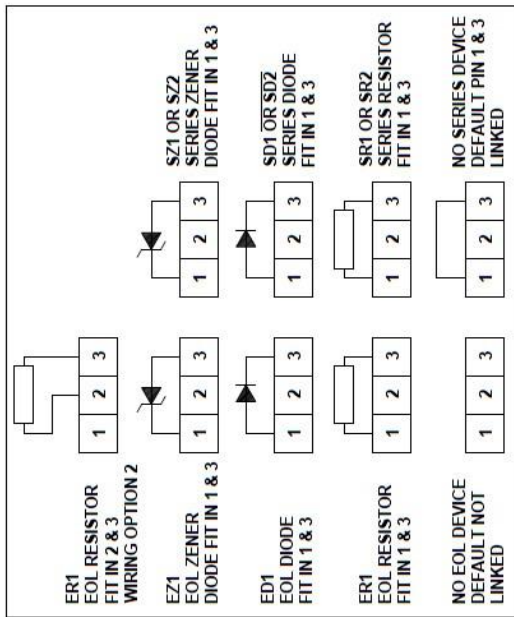 ER1
EOL RESISTOR
FIT IN 2 & 3
WIRING OPTION 2
1 2 3
EZ1
EOL ZENER
DIODE FIT IN 1 & 3
1 2 3
SZ1 OR SZ2
SERIES ZENER
DIODE FIT IN 1 & 3
1 2 3
ED1
EOL DIODE
FIT IN 1 & 3
1 2 3
SD1 OR SD2
SERIES DIODE
FIT IN 1 & 3
1 2 3
ER1
EOL RESISTOR
FIT IN 1 & 3
1 2 3
SR1 OR SR2
SERIES RESISTOR
FIT IN 1 & 3
1 2 3
NO EOL DEVICE
DEFAULT NOT
LINKED
1 2 3
NO SERIES DEVICE
DEFAULT PIN 1 & 3
LINKED
1 2 3